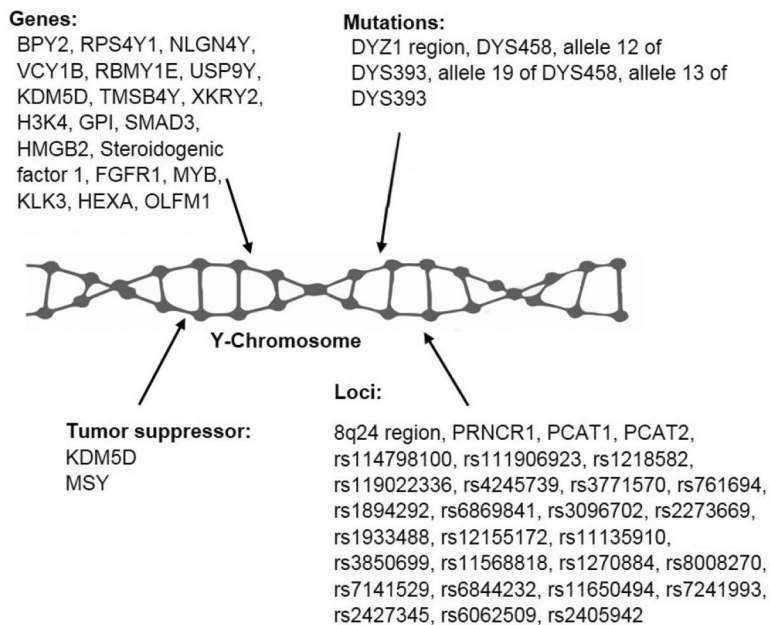 Genes:
BPY2, RPS4Y1, NLGN4Y,
VCY1B, RBMY1E, USP9Y,
KDM5D, TMSB4Y, XKRY2,
H3K4, GPI, SMAD3,
HMGB2, Steroidogenic
factor 1, FGFR1, MYB,
KLK3, HEXA, OLFM1
Mutations:
DYZ1 region, DYS458, allele 12 of
DYS393, allele 19 of DYS458, allele 13 of
DYS393
Y-Chromosome
Tumor suppressor:
KDM5D
MSY
Loci:
8q24 region, PRNCR1, PCAT1, PCAT2,
rs114798100, rs111906923, rs1218582,
rs119022336, rs4245739, rs3771570, rs761694,
rs1894292, rs6869841, rs3096702, rs2273669,
rs1933488, rs12155172, rs11135910,
rs3850699, rs11568818, rs1270884, rs8008270,
rs7141529, rs6844232, rs11650494, rs7241993,
rs2427345, rs6062509, rs2405942